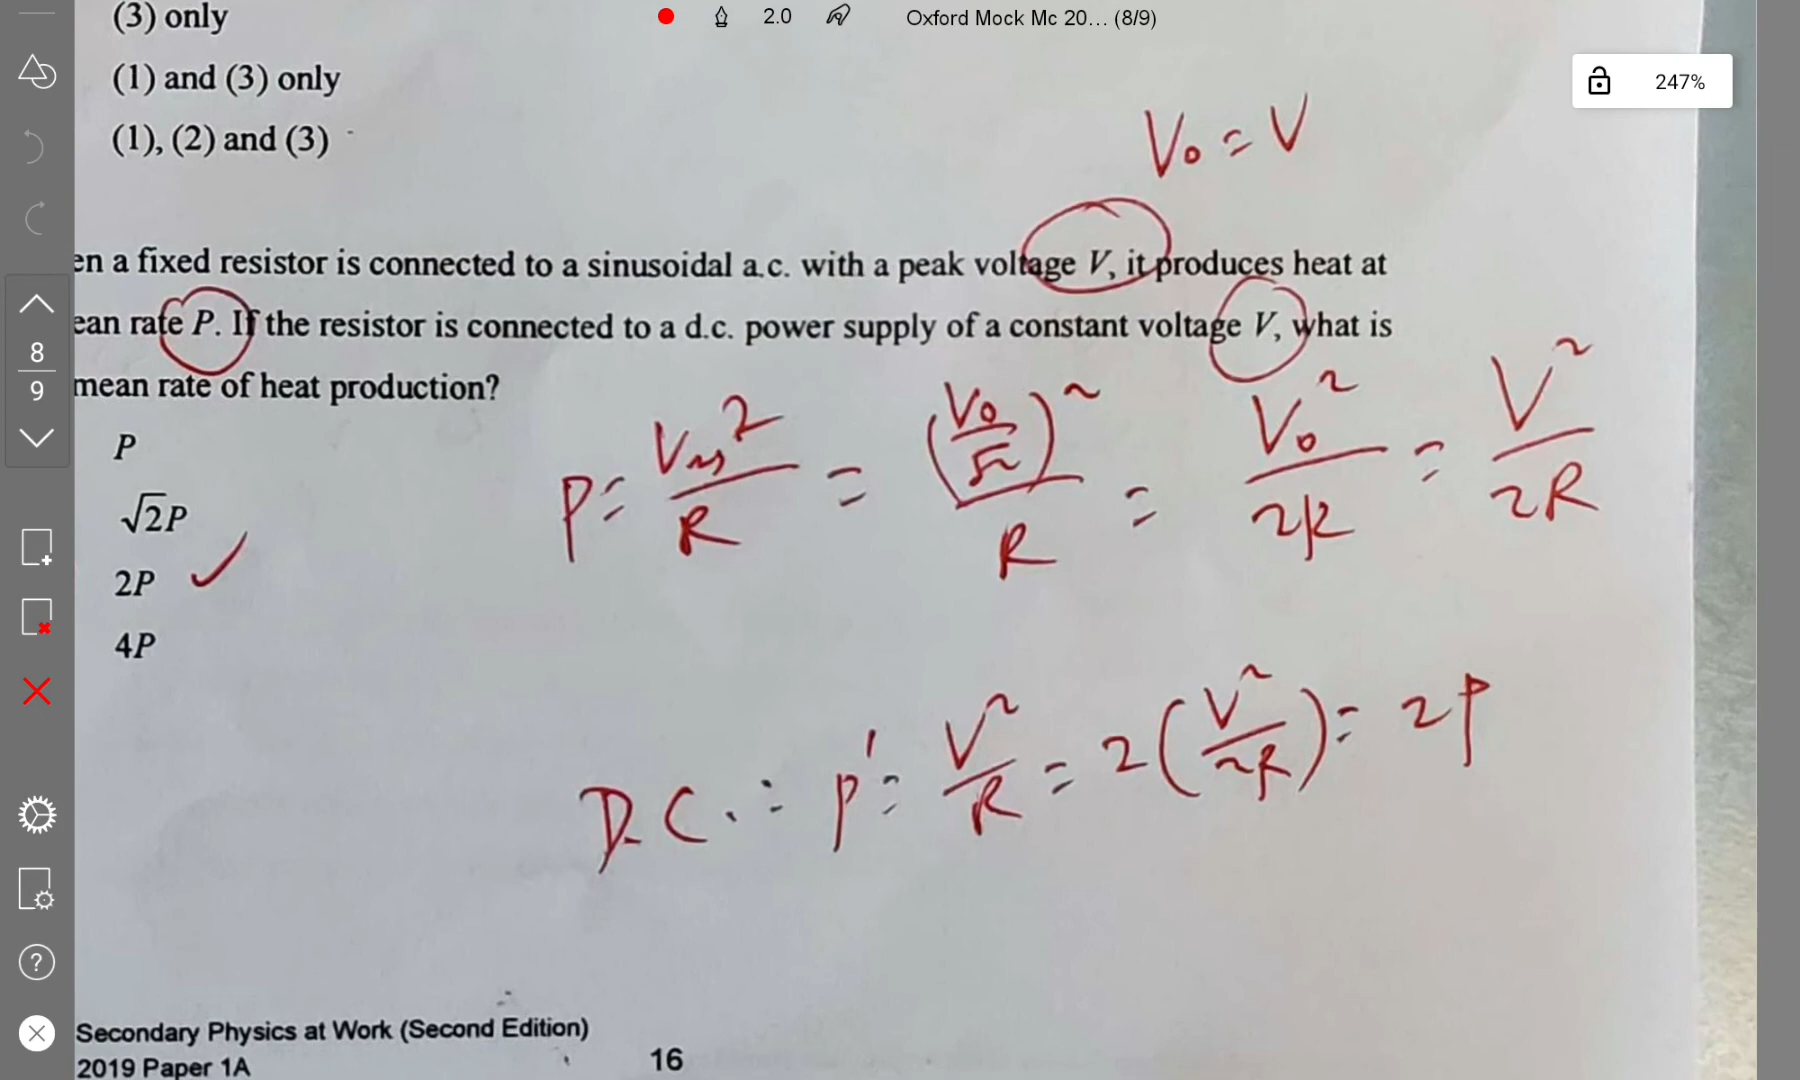 (3) only
2.0
Oxford Mock Mc 20... (8/9)
(1) and (3) only
247%
(1), (2) and (3)
V₀ = V
en a fixed resistor is connected to a sinusoidal a.c. with a peak voltage V, it produces heat at
ean rate P. If the resistor is connected to a d.c. power supply of a constant voltage V, what is
mean rate of heat production?
8
9
P
√2P
2P ✓
4P
P = Vrms²/R = (V₀/√2)²/R = V₀²/2R = V²/2R
D.C. : P' = V²/R = 2(V²/2R) = 2P
Secondary Physics at Work (Second Edition)
2019 Paper 1A
16